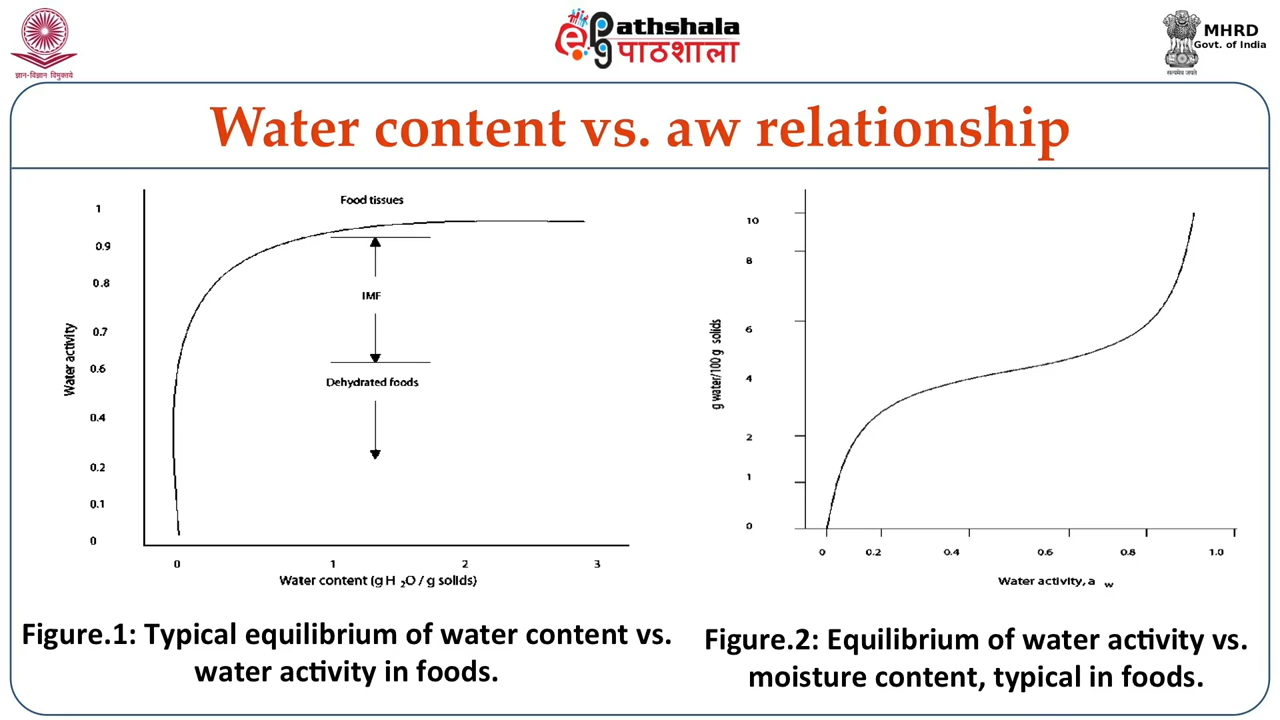 ज्ञान-विज्ञान विमुक्तये
ePathshala
पाठशाला
MHRD
Govt. of India
सत्यमेव जयते
Water content vs. aw relationship
Food tissues
1
0.9
0.8
0.7
0.6
0.4
0.2
0.1
0
Water activity
IMF
Dehydrated foods
0 1 2 3
Water content (g H 2O / g solids)
Figure.1: Typical equilibrium of water content vs.
water activity in foods.
10
8
6
4
2
1
0
g water/100 g solids
0 0.2 0.4 0.6 0.8 1.0
Water activity, a w
Figure.2: Equilibrium of water activity vs.
moisture content, typical in foods.